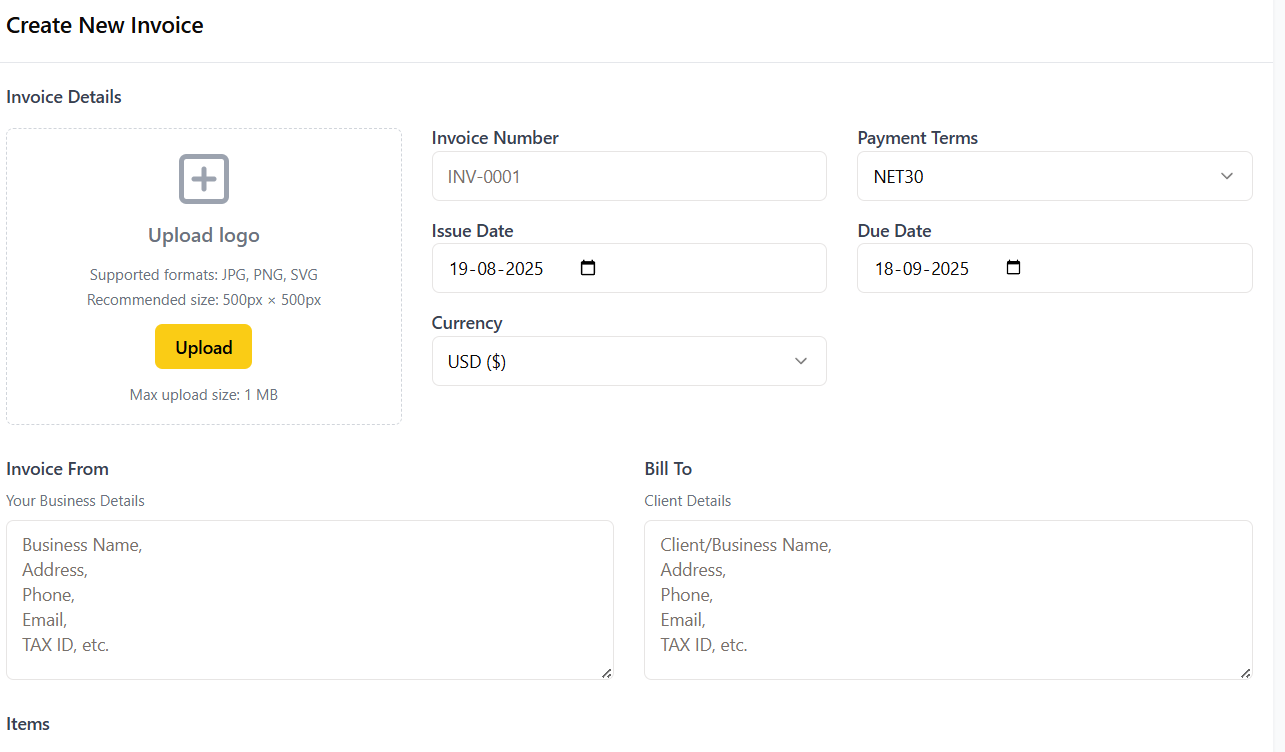 Create New Invoice
Invoice Details
Upload logo
Supported formats: JPG, PNG, SVG
Recommended size: 500px × 500px
Upload
Max upload size: 1 MB
Invoice Number
INV-0001
Payment Terms
NET30
Issue Date
19-08-2025
Due Date
18-09-2025
Currency
USD ($)
Invoice From
Your Business Details
Business Name,
Address,
Phone,
Email,
TAX ID, etc.
Bill To
Client Details
Client/Business Name,
Address,
Phone,
Email,
TAX ID, etc.
Items